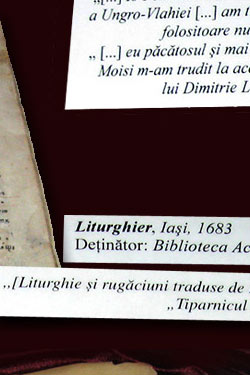 a Ungro-Vlahiei [...] am t
folositoare nu
„ [...] eu păcătosul și mai
Moisi m-am trudit la ac
lui Dimitrie L
Liturghier, Iași, 1683
Deținător: Biblioteca Ac
„[Liturghie și rugăciuni traduse de
„Tiparnicul